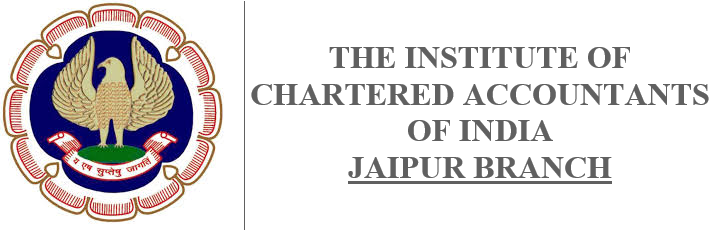 य एष सुप्तेषु जागर्ति
THE INSTITUTE OF
CHARTERED ACCOUNTANTS
OF INDIA
JAIPUR BRANCH